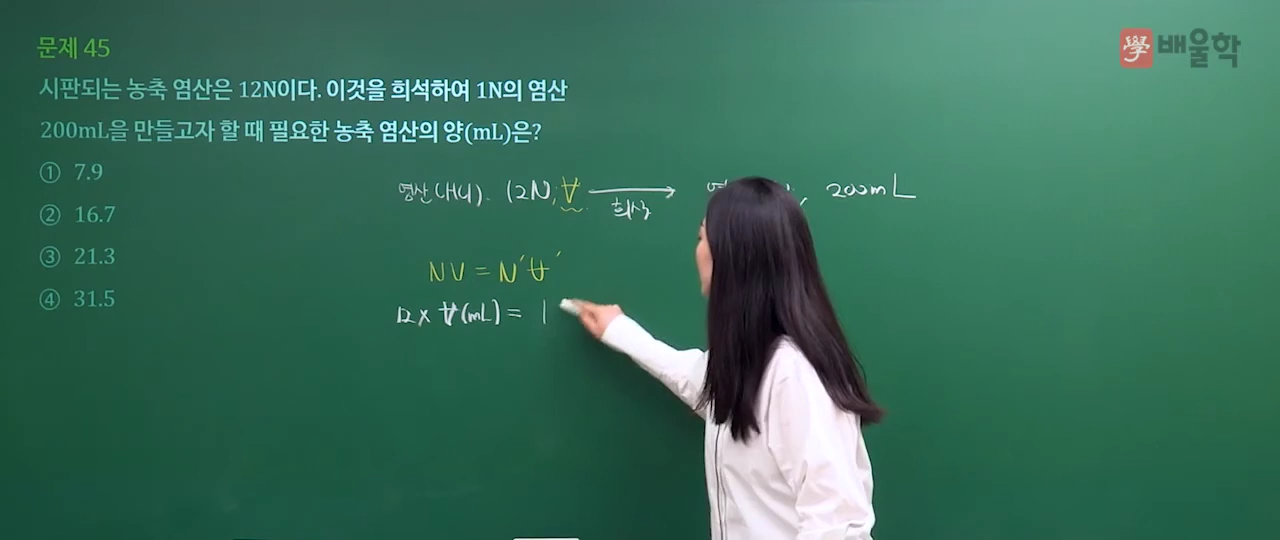 문제 45
學 배울학
시판되는 농축 염산은 12N이다. 이것을 희석하여 1N의 염산
200mL을 만들고자 할 때 필요한 농축 염산의 양(mL)은?
① 7.9
② 16.7
③ 21.3
④ 31.5
염산(HCl). 12N, V → 200mL
희석
NV = N'V'
12 × V(mL) = 1